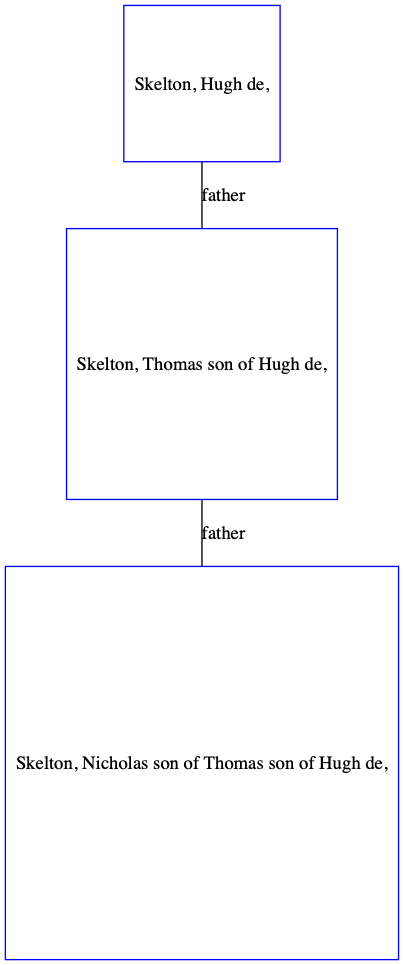 Skelton, Hugh de,
father
Skelton, Thomas son of Hugh de,
father
Skelton, Nicholas son of Thomas son of Hugh de,